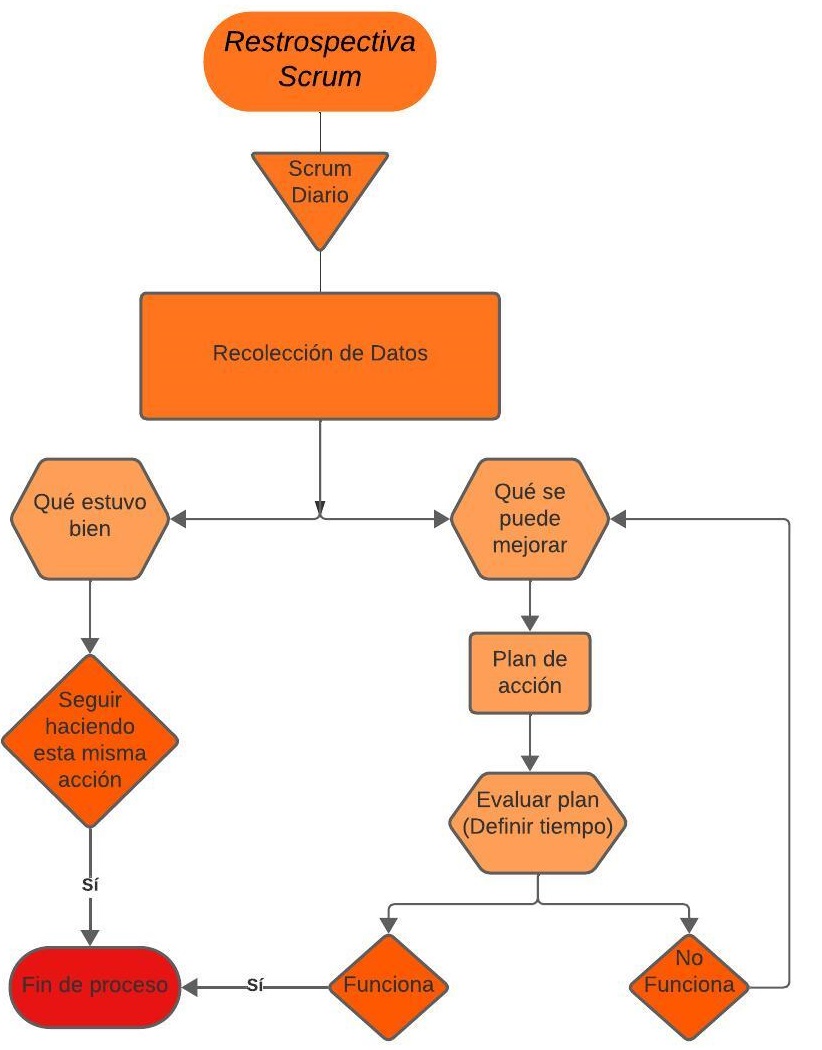 Restrospectiva
Scrum
Scrum
Diario
Recolección de Datos
Qué estuvo
bien
Qué se
puede
mejorar
Seguir
haciendo
esta misma
acción
Plan de
acción
Evaluar plan
(Definir tiempo)
Sí
Fin de proceso
Sí
Funciona
No
Funciona